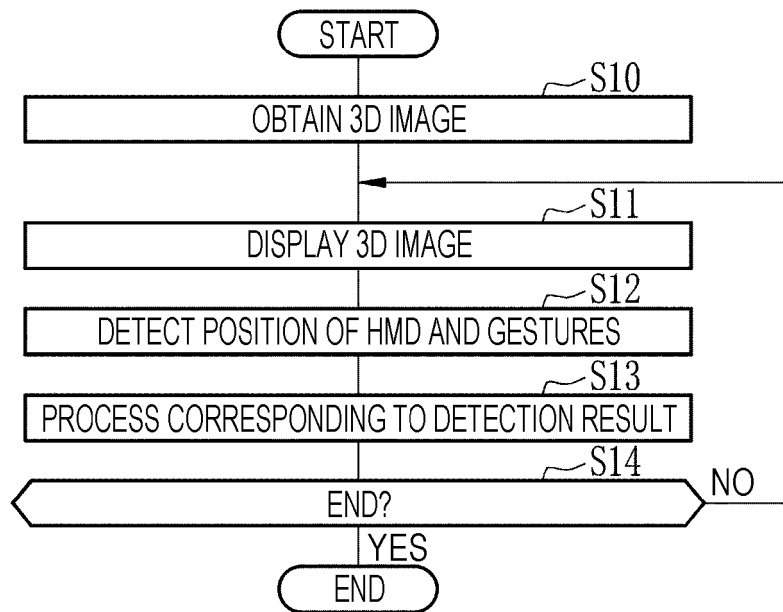 START
S10
OBTAIN 3D IMAGE
S11
DISPLAY 3D IMAGE
S12
DETECT POSITION OF HMD AND GESTURES
S13
PROCESS CORRESPONDING TO DETECTION RESULT
S14
END?
NO
YES
END